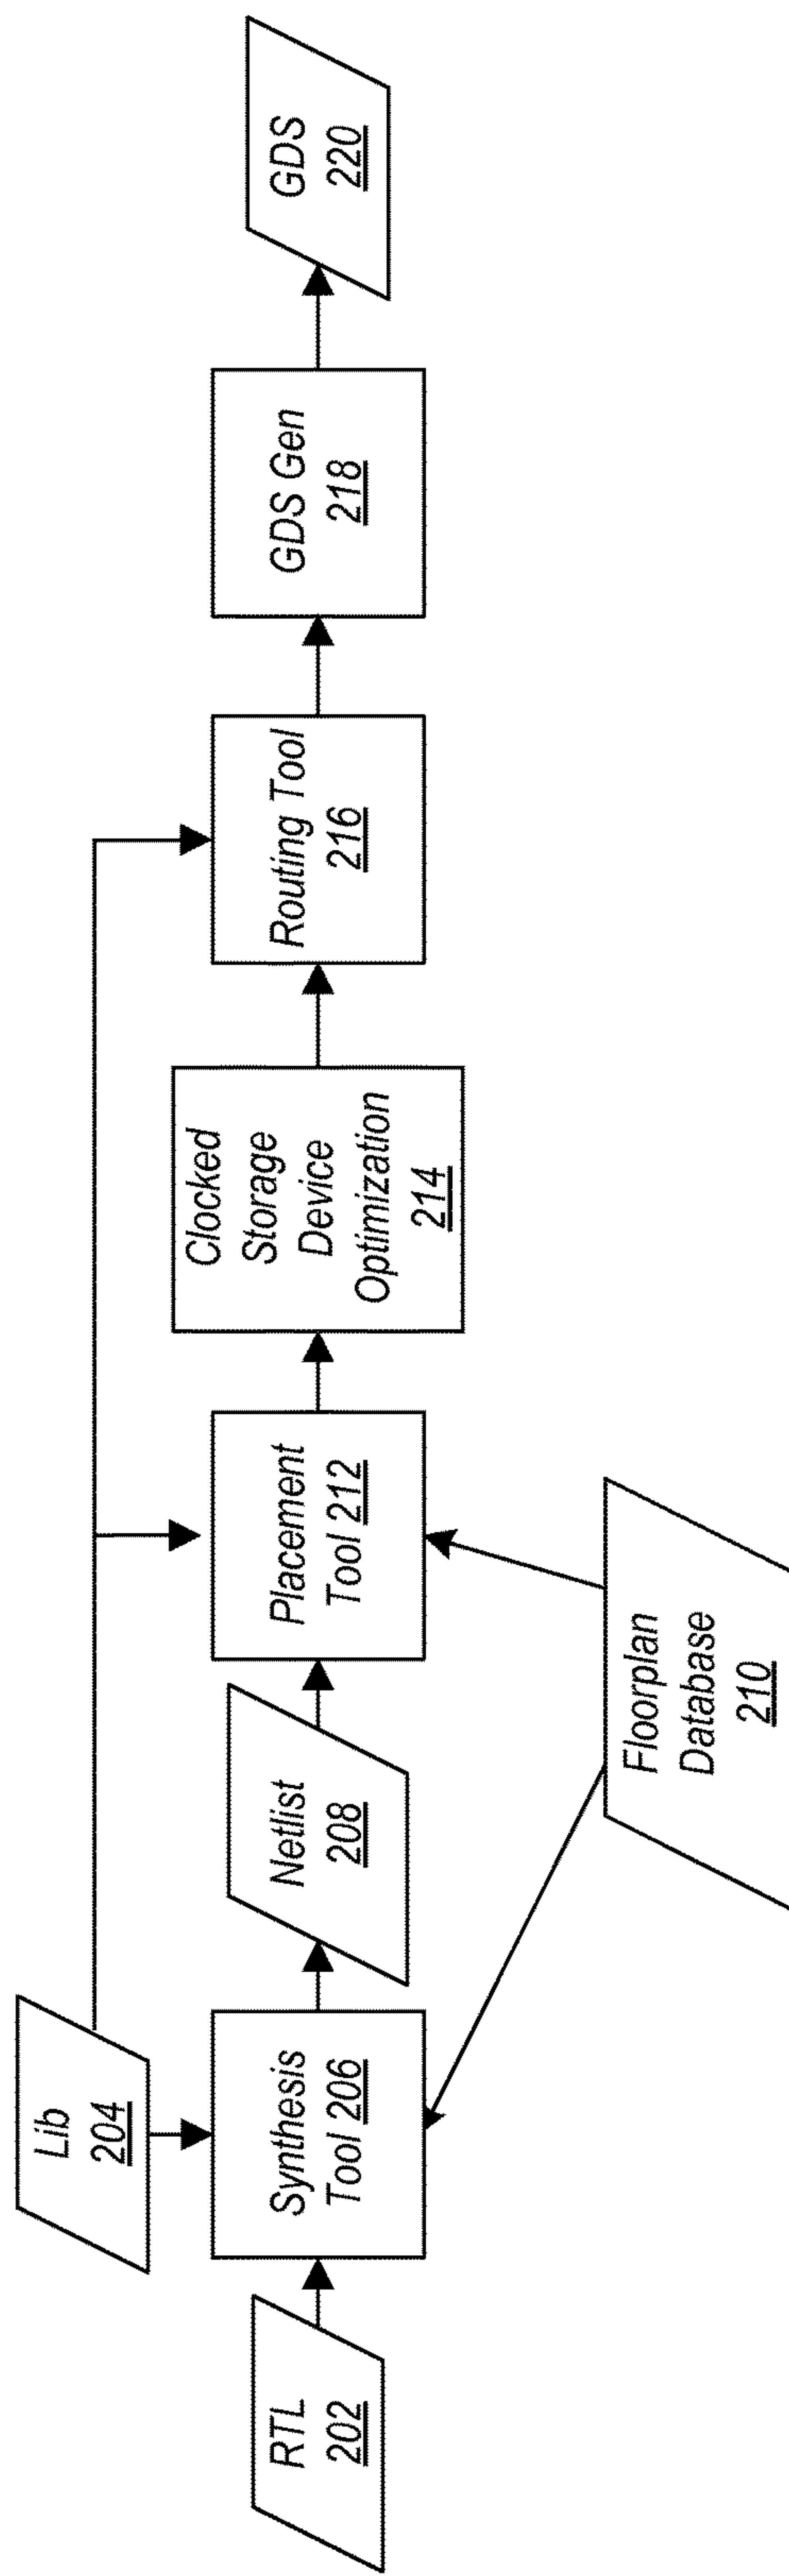 RTL
202
Lib
204
Synthesis
Tool 206
Netlist
208
Floorplan
Database
210
Placement
Tool 212
Clocked
Storage
Device
Optimization
214
Routing Tool
216
GDS Gen
218
GDS
220